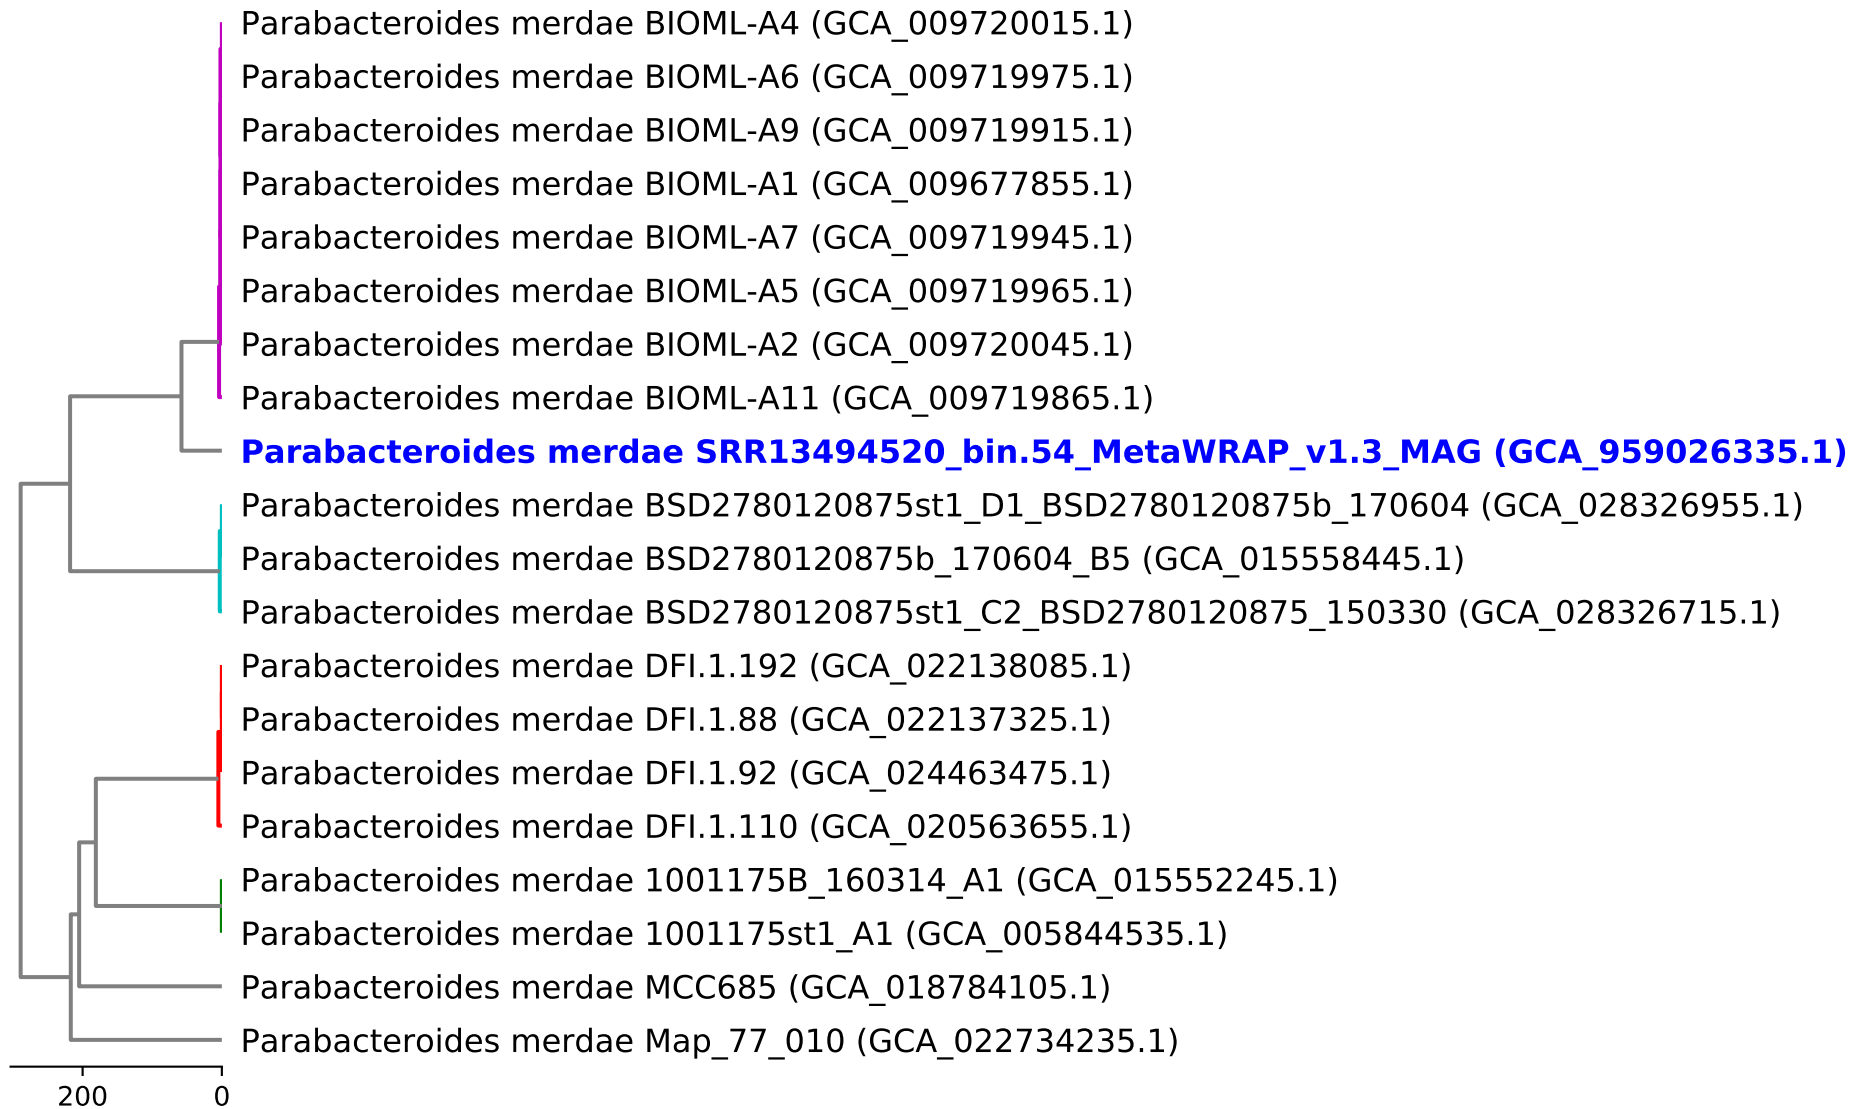 Parabacteroides merdae BIOML-A4 (GCA_009720015.1)
Parabacteroides merdae BIOML-A6 (GCA_009719975.1)
Parabacteroides merdae BIOML-A9 (GCA_009719915.1)
Parabacteroides merdae BIOML-A1 (GCA_009677855.1)
Parabacteroides merdae BIOML-A7 (GCA_009719945.1)
Parabacteroides merdae BIOML-A5 (GCA_009719965.1)
Parabacteroides merdae BIOML-A2 (GCA_009720045.1)
Parabacteroides merdae BIOML-A11 (GCA_009719865.1)
Parabacteroides merdae SRR13494520_bin.54_MetaWRAP_v1.3_MAG (GCA_959026335.1)
Parabacteroides merdae BSD2780120875st1_D1_BSD2780120875b_170604 (GCA_028326955.1)
Parabacteroides merdae BSD2780120875b_170604_B5 (GCA_015558445.1)
Parabacteroides merdae BSD2780120875st1_C2_BSD2780120875_150330 (GCA_028326715.1)
Parabacteroides merdae DFI.1.192 (GCA_022138085.1)
Parabacteroides merdae DFI.1.88 (GCA_022137325.1)
Parabacteroides merdae DFI.1.92 (GCA_024463475.1)
Parabacteroides merdae DFI.1.110 (GCA_020563655.1)
Parabacteroides merdae 1001175B_160314_A1 (GCA_015552245.1)
Parabacteroides merdae 1001175st1_A1 (GCA_005844535.1)
Parabacteroides merdae MCC685 (GCA_018784105.1)
Parabacteroides merdae Map_77_010 (GCA_022734235.1)
200 0